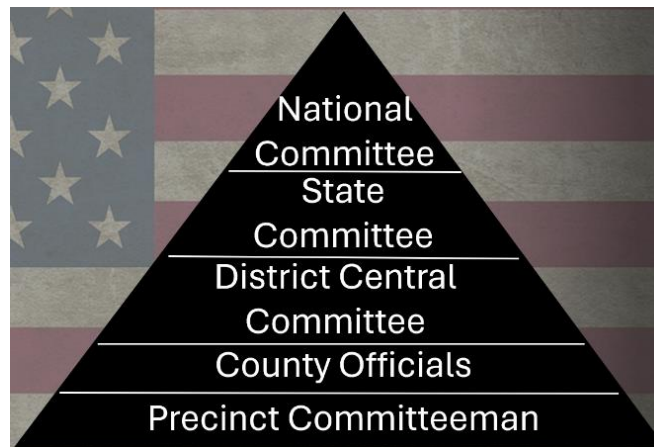 National
Committee
State
Committee
District Central
Committee
County Officials
Precinct Committeeman